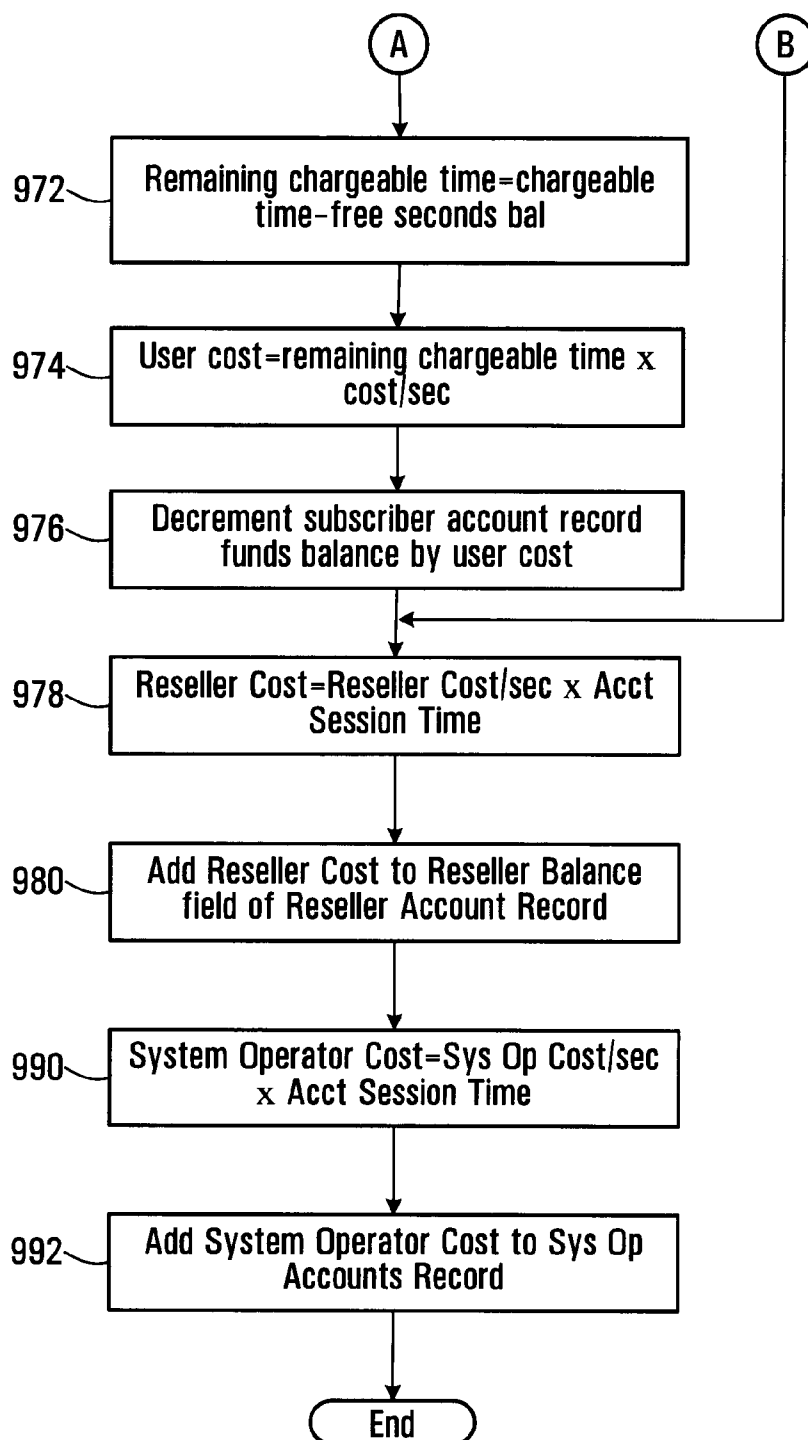 A
B
972
Remaining chargeable time=chargeable
time-free seconds bal
974
User cost=remaining chargeable time x
cost/sec
976
Decrement subscriber account record
funds balance by user cost
978
Reseller Cost=Reseller Cost/sec x Acct
Session Time
980
Add Reseller Cost to Reseller Balance
field of Reseller Account Record
990
System Operator Cost=Sys Op Cost/sec
x Acct Session Time
992
Add System Operator Cost to Sys Op
Accounts Record
End